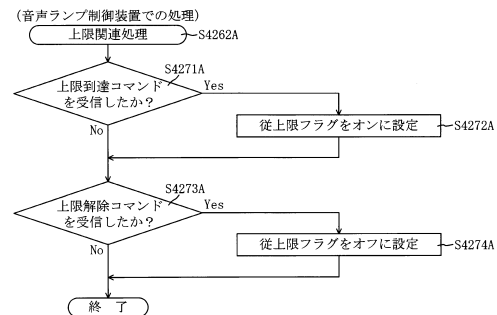 (音声ランプ制御装置での処理)
上限関連処理
S4262A
上限到達コマンド
を受信したか?
S4271A
Yes
No
従上限フラグをオンに設定
S4272A
上限解除コマンド
を受信したか?
S4273A
Yes
No
従上限フラグをオフに設定
S4274A
終 了